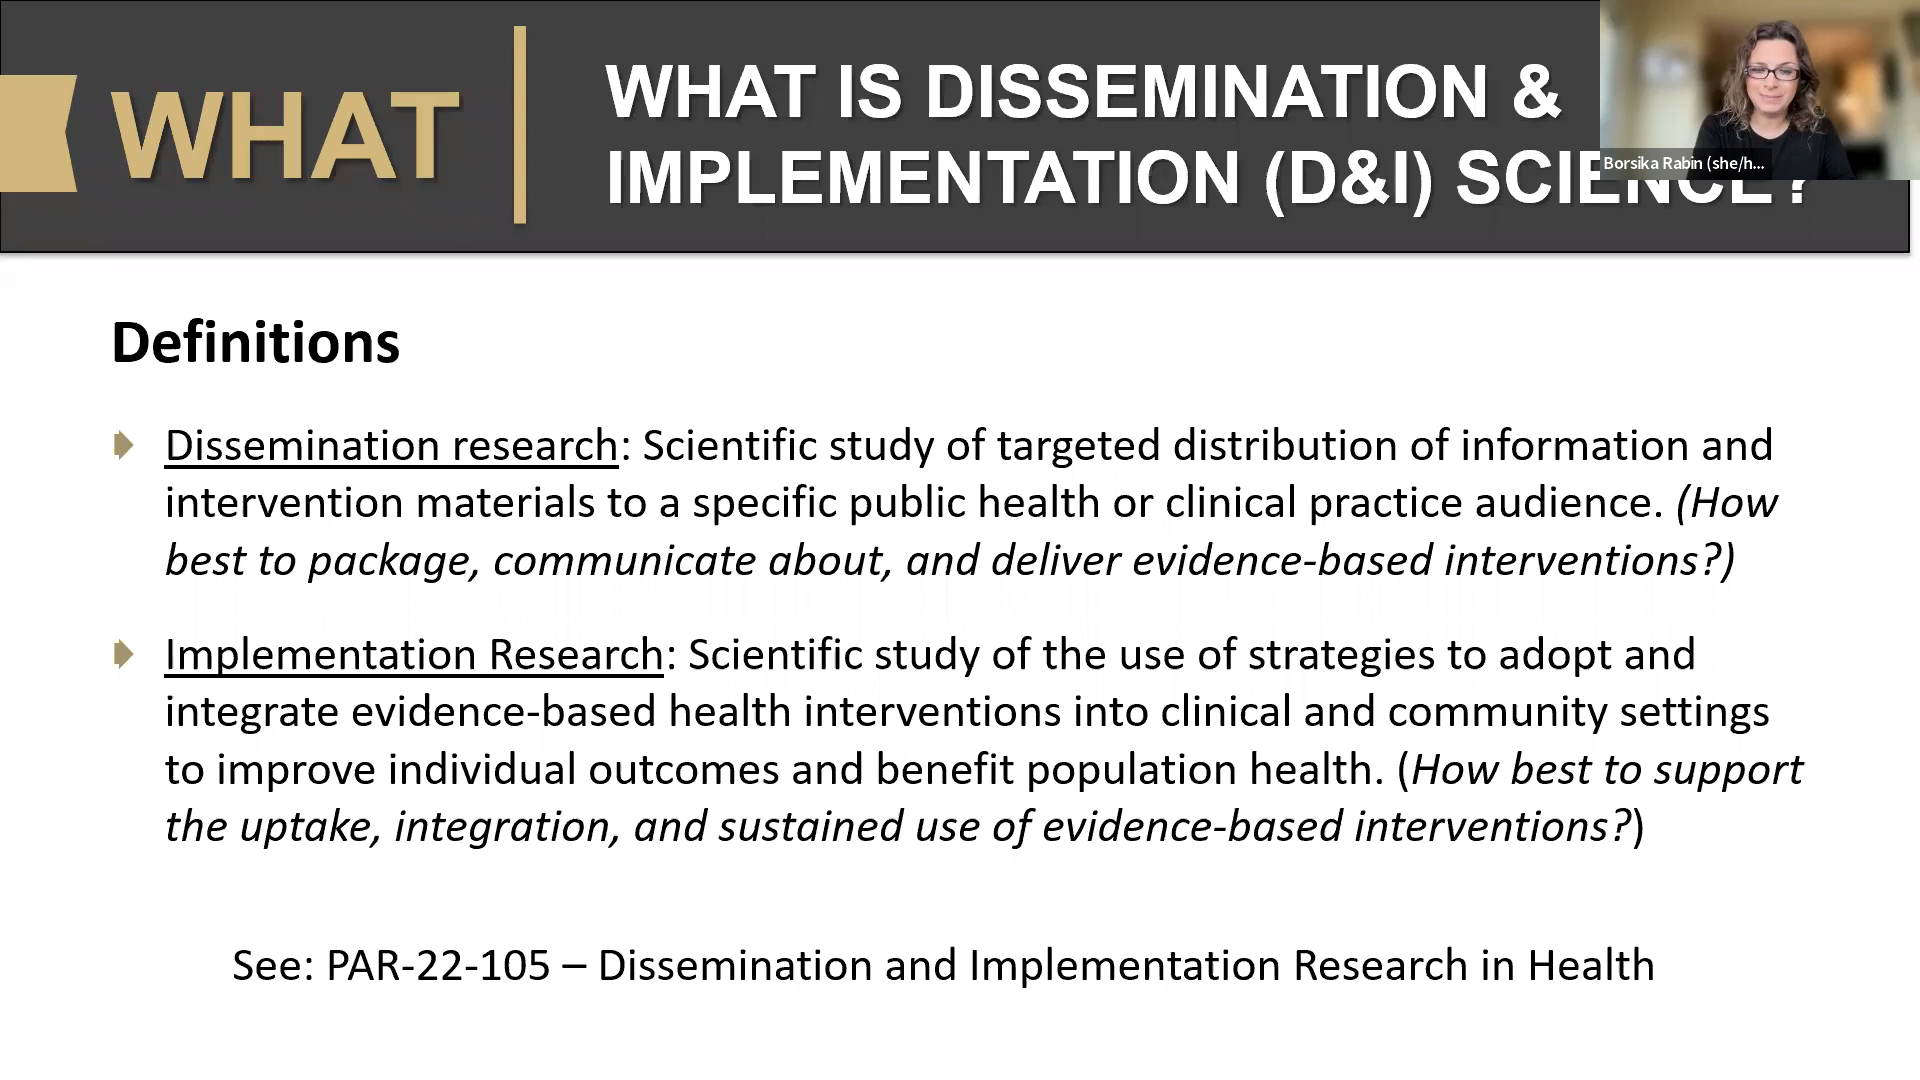 WHAT
WHAT IS DISSEMINATION &
IMPLEMENTATION (D&I) SCIENCE?
Borsika Rabin (she/h...
Definitions
Dissemination research: Scientific study of targeted distribution of information and
intervention materials to a specific public health or clinical practice audience. (How
best to package, communicate about, and deliver evidence-based interventions?)
Implementation Research: Scientific study of the use of strategies to adopt and
integrate evidence-based health interventions into clinical and community settings
to improve individual outcomes and benefit population health. (How best to support
the uptake, integration, and sustained use of evidence-based interventions?)
See: PAR-22-105 – Dissemination and Implementation Research in Health